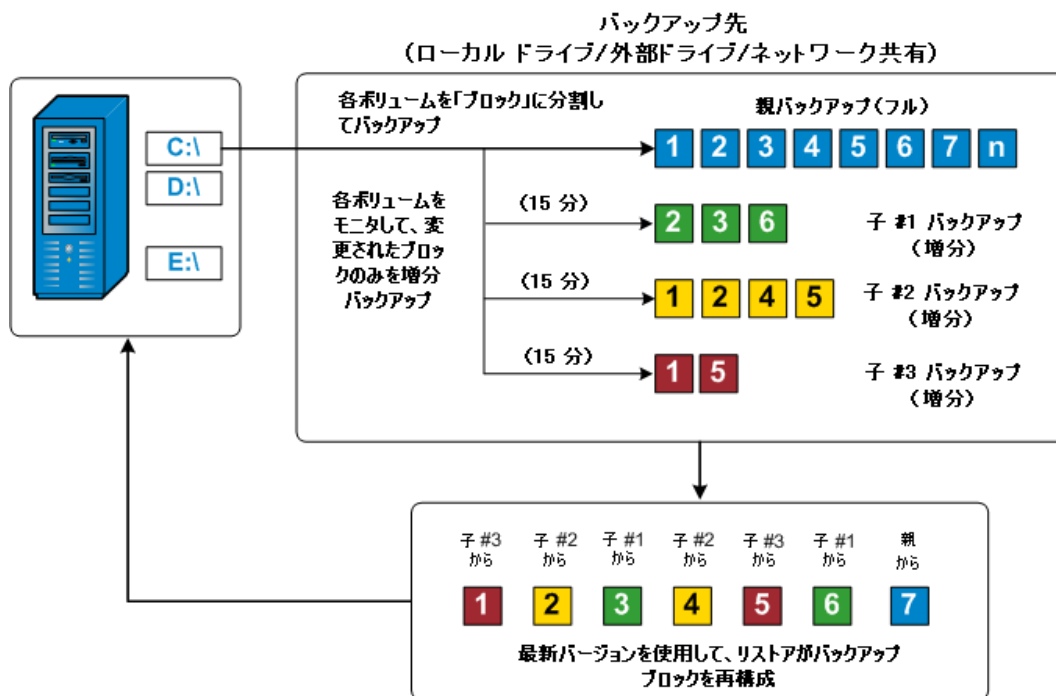 バックアップ先
(ローカル ドライブ/外部ドライブ/ネットワーク共有)
各ボリュームを「ブロック」に分割し
てバックアップ
親バックアップ(フル)
C:\
D:\
E:\
1 2 3 4 5 6 7 n
各ボリュームを
モニタして、変
更されたブロッ
クのみを増分
バックアップ
(15 分)
2 3 6
子 #1 バックアップ
(増分)
(15 分)
1 2 4 5
子 #2 バックアップ
(増分)
(15 分)
1 5
子 #3 バックアップ
(増分)
子 #3 子 #2 子 #1 子 #2 子 #3 子 #1 親
から から から から から から から
1 2 3 4 5 6 7
最新バージョンを使用して、リストアがバックアップ
ブロックを再構成